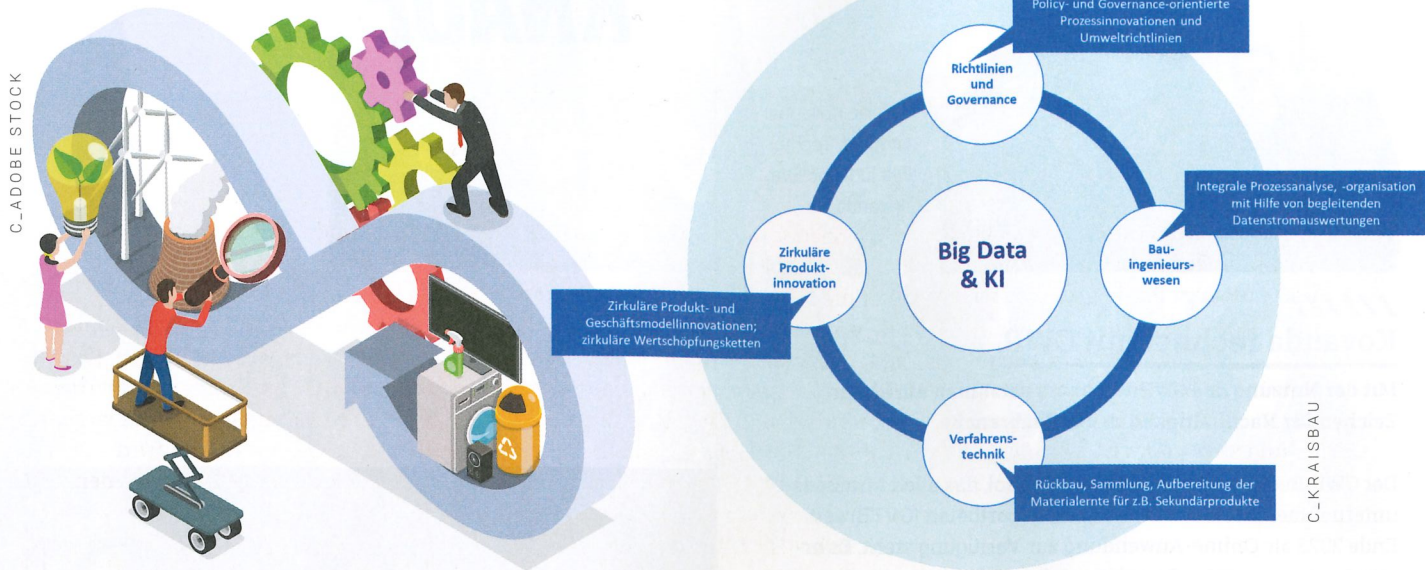 C_ADOBE STOCK
Policy- und Governance-orientierte
Prozessinnovationen und
Umweltrichtlinien
Richtlinien
und
Governance
Integrale Prozessanalyse, -organisation
mit Hilfe von begleitenden
Datenstromauswertungen
Zirkuläre
Produkt-
innovation
Big Data
& KI
Bau-
ingenieurs-
wesen
Zirkuläre Produkt- und
Geschäftsmodellinnovationen;
zirkuläre Wertschöpfungsketten
Verfahrens-
technik
Rückbau, Sammlung, Aufbereitung der
Materialernte für z.B. Sekundärprodukte
C_KRAISBAU